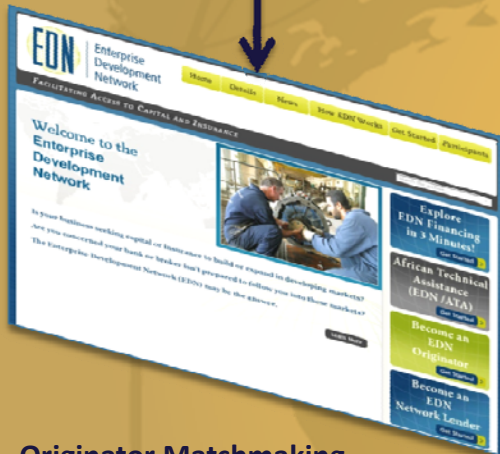 EDN
Enterprise
Development
Network
Home Details News How EDN Works Get Started Participants
Facilitating Access to Capital and Insurance
Welcome to the
Enterprise
Development
Network
Is your business seeking capital or insurance to build or expand in developing markets?
Are you concerned your bank or broker isn't prepared to follow you into these markets?
The Enterprise Development Network (EDN) may be the answer.
Learn More
Explore
EDN Financing
in 3 Minutes!
Get Started
African Technical
Assistance
(EDN/ATA)
Get Started
Become an
EDN
Originator
Get Started
Become an
EDN
Network Lender
Get Started
Originator Matchmaking